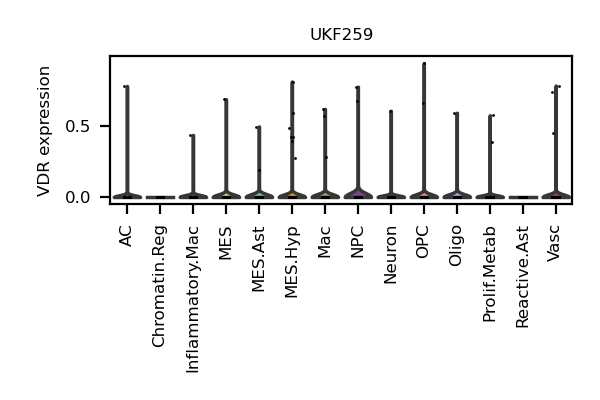 UKF259
VDR expression
0.5
0.0
AC
Chromatin.Reg
Inflammatory.Mac
MES
MES.Ast
MES.Hyp
Mac
NPC
Neuron
OPC
Oligo
Prolif.Metab
Reactive.Ast
Vasc